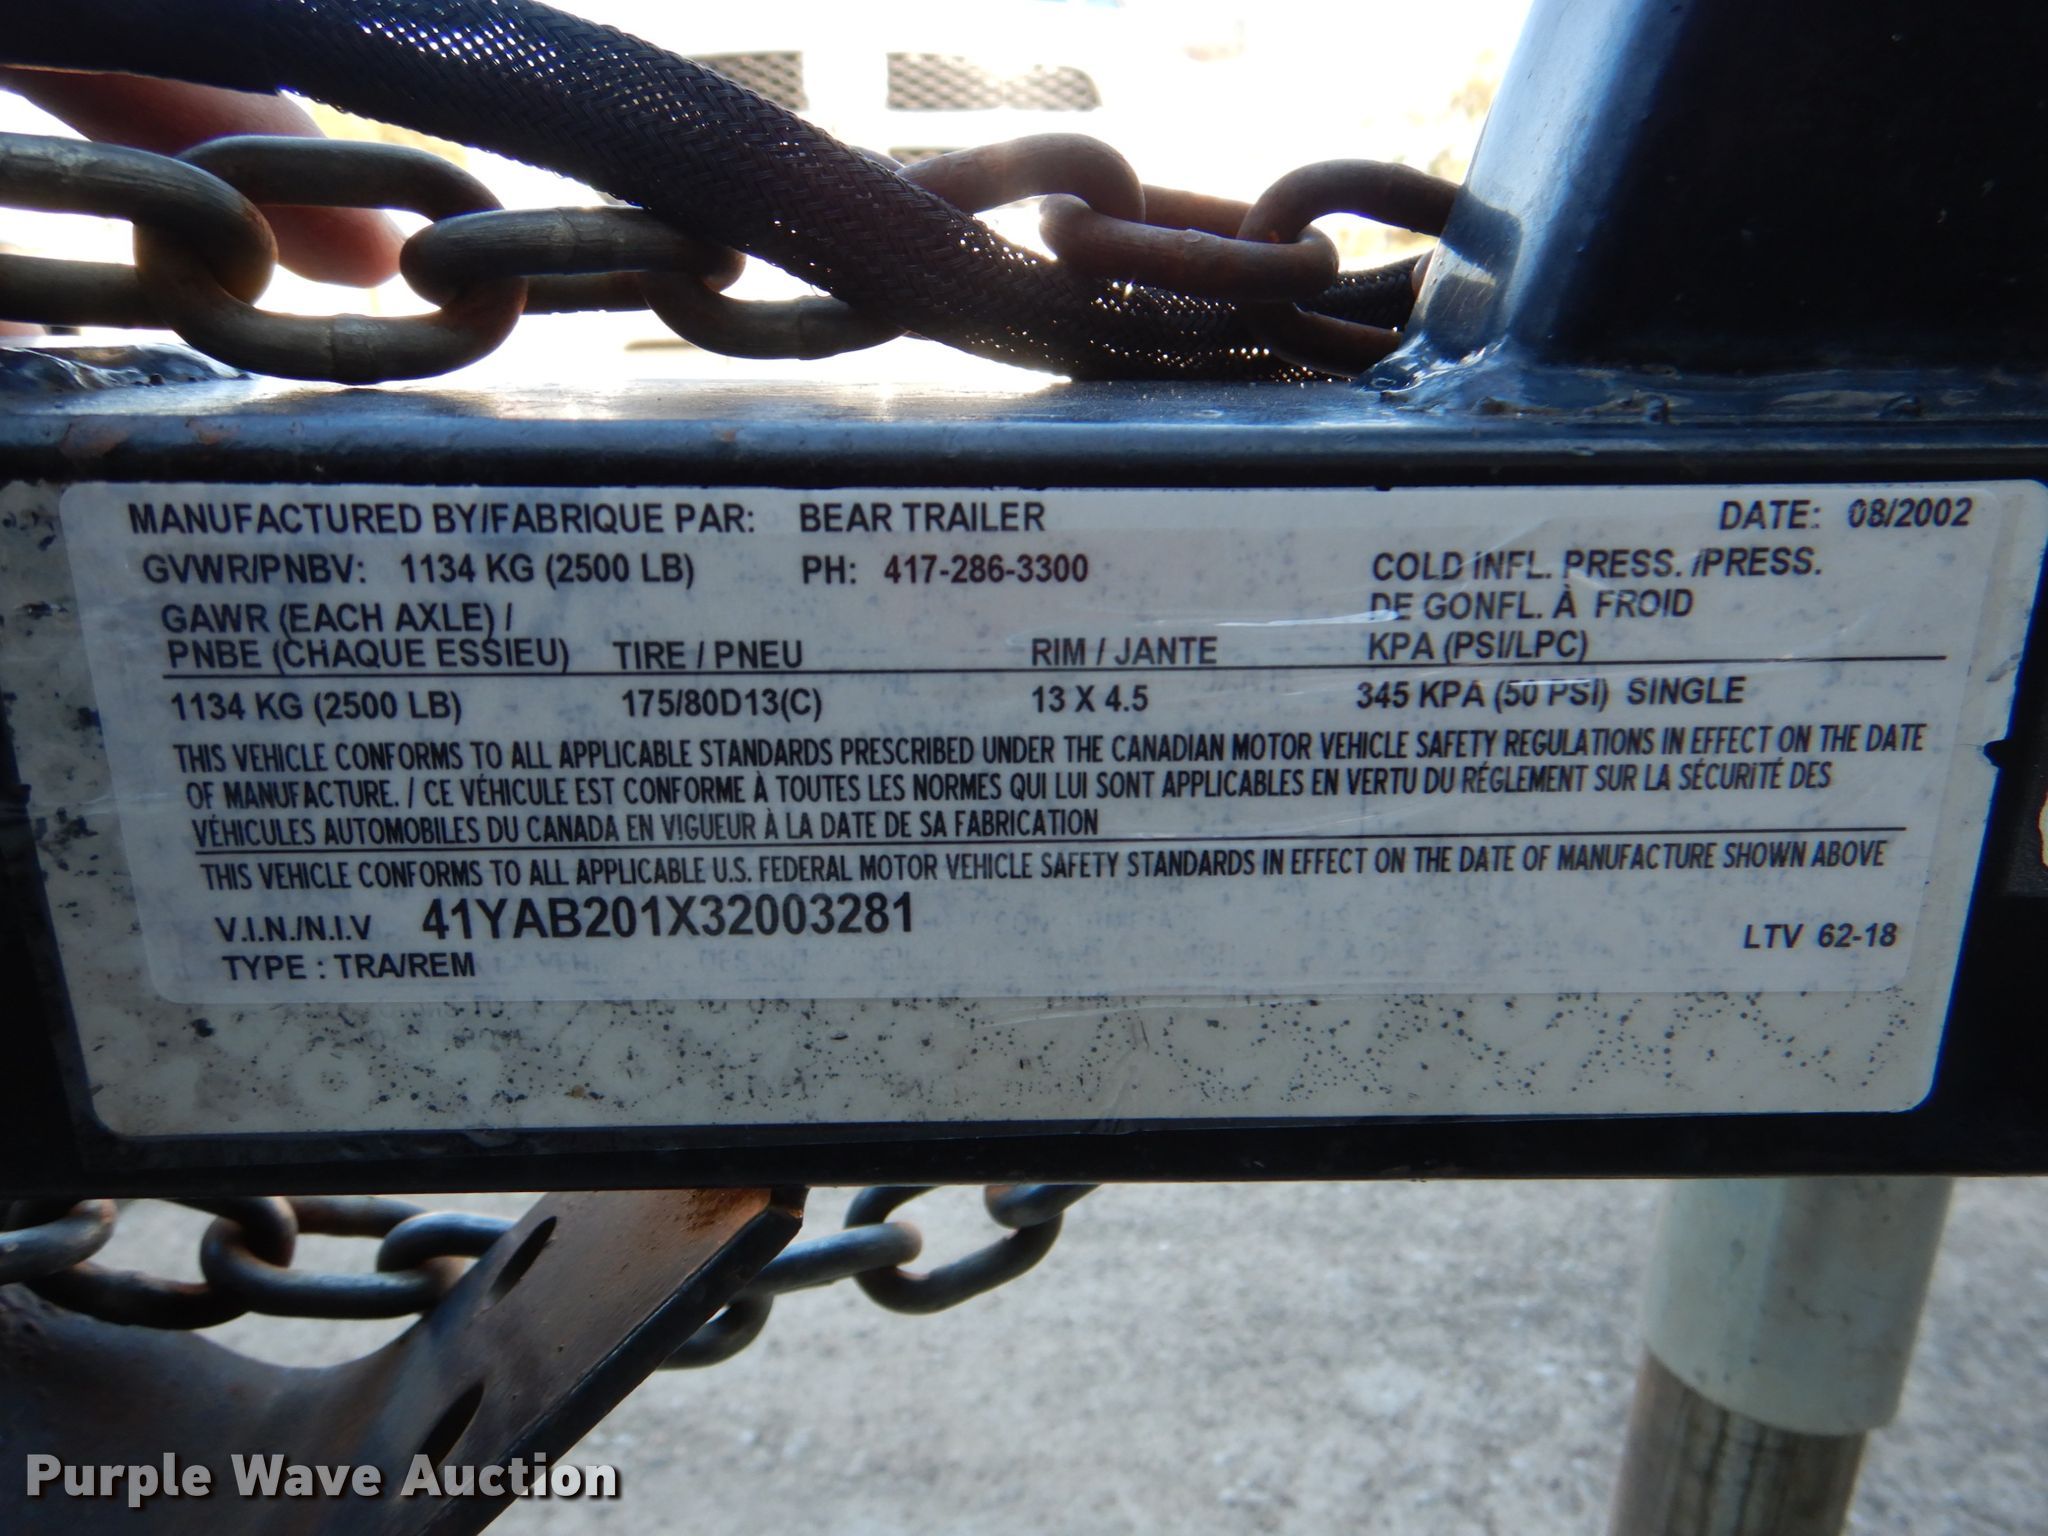 MANUFACTURED BY/FABRIQUE PAR: BEAR TRAILER DATE: 08/2002
GVWR/PNBV: 1134 KG (2500 LB) PH: 417-286-3300 COLD INFL. PRESS. /PRESS.
GAWR (EACH AXLE) / DE GONFL. À FROID
PNBE (CHAQUE ESSIEU) TIRE / PNEU RIM / JANTE KPA (PSI/LPC)
1134 KG (2500 LB) 175/80D13(C) 13 X 4.5 345 KPA (50 PSI) SINGLE
THIS VEHICLE CONFORMS TO ALL APPLICABLE STANDARDS PRESCRIBED UNDER THE CANADIAN MOTOR VEHICLE SAFETY REGULATIONS IN EFFECT ON THE DATE
OF MANUFACTURE. / CE VÉHICULE EST CONFORME À TOUTES LES NORMES QUI LUI SONT APPLICABLES EN VERTU DU RÉGLEMENT SUR LA SÉCURITÉ DES
VÉHICULES AUTOMOBILES DU CANADA EN VIGUEUR À LA DATE DE SA FABRICATION
THIS VEHICLE CONFORMS TO ALL APPLICABLE U.S. FEDERAL MOTOR VEHICLE SAFETY STANDARDS IN EFFECT ON THE DATE OF MANUFACTURE SHOWN ABOVE
V.I.N./N.I.V 41YAB201X32003281
TYPE : TRA/REM LTV 62-18
Purple Wave Auction